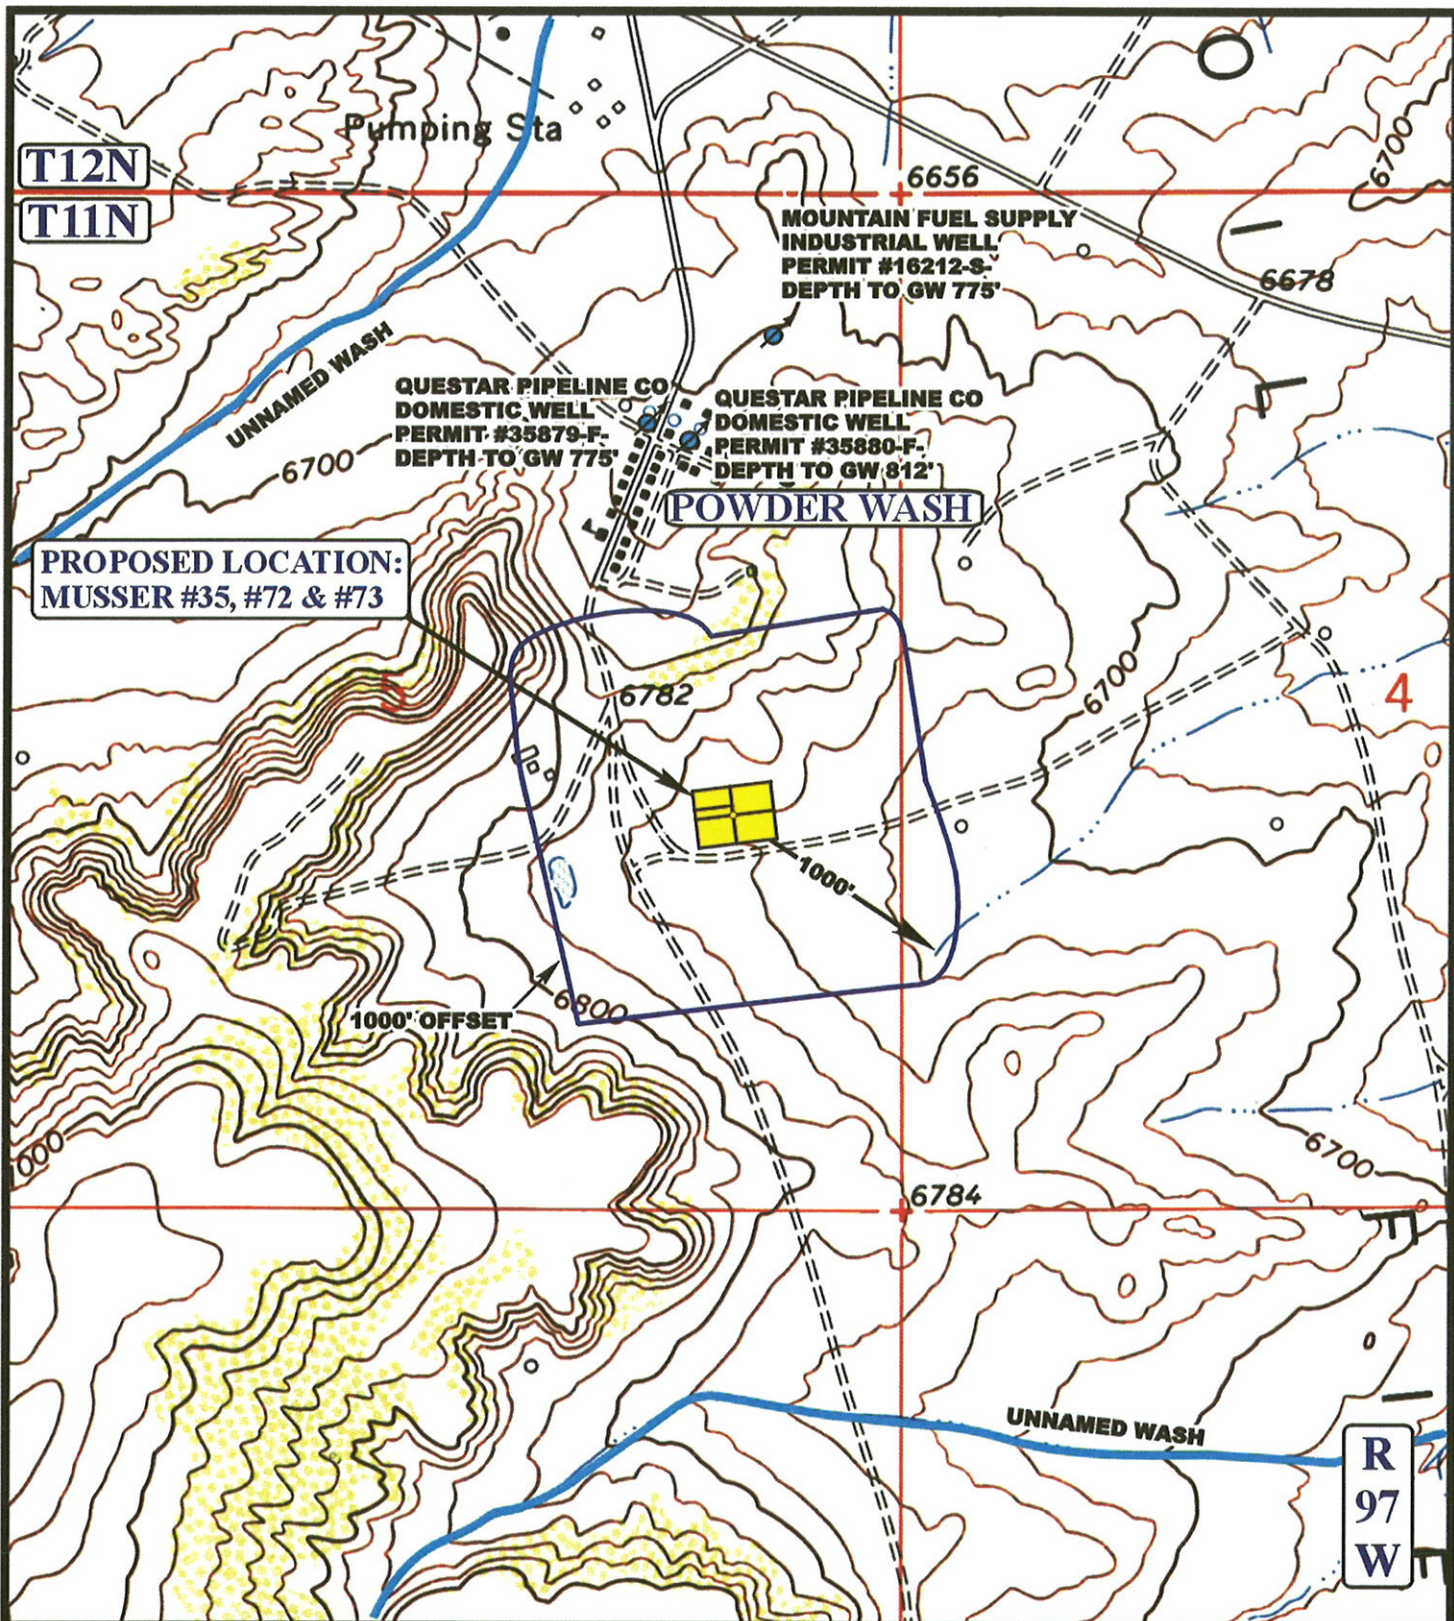 Pumping Sta
T12N
T11N
6656
6700
MOUNTAIN FUEL SUPPLY
INDUSTRIAL WELL
PERMIT #16212-S-
DEPTH TO GW 775'
6678
UNNAMED WASH
QUESTAR PIPELINE CO
DOMESTIC WELL
PERMIT #35879-F-
DEPTH TO GW 775'
QUESTAR PIPELINE CO
DOMESTIC WELL
PERMIT #35880-F-
DEPTH TO GW 812'
6700
POWDER WASH
PROPOSED LOCATION:
MUSSER #35, #72 & #73
5
6782
6700
4
1000'
6800
1000' OFFSET
000
6700
6784
UNNAMED WASH
R
97
W